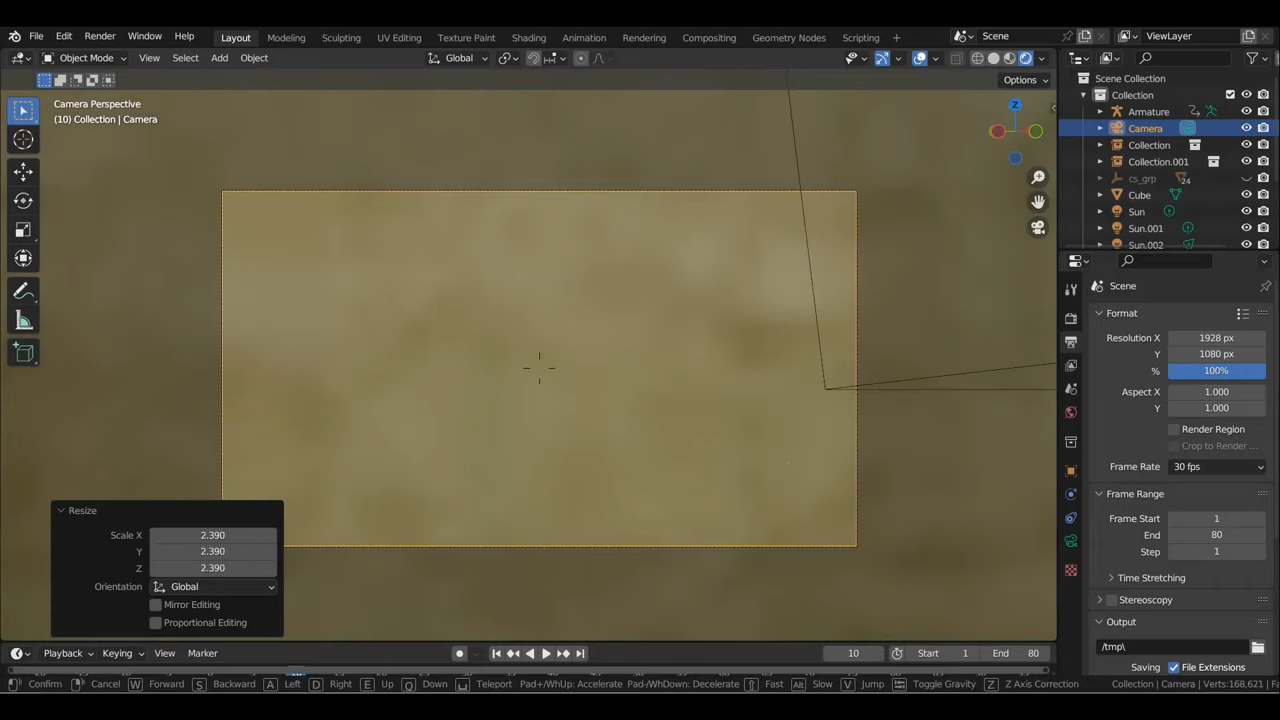 File Edit Render Window Help Layout Modeling Sculpting UV Editing Texture Paint Shading Animation Rendering Compositing Geometry Nodes Scripting + Scene ViewLayer
Object Mode View Select Add Object Global
Options
Camera Perspective
(10) Collection | Camera
Z
Scene Collection
Collection
Armature
Camera
Collection
Collection.001
cs_grp 24
Cube
Sun
Sun.001
Sun.002
Scene
Format
Resolution X 1928 px
Y 1080 px
% 100%
Aspect X 1.000
Y 1.000
Render Region
Crop to Render ...
Frame Rate 30 fps
Frame Range
Frame Start 1
End 80
Step 1
Time Stretching
Stereoscopy
Output
/tmp\
Saving File Extensions
Resize
Scale X 2.390
Y 2.390
Z 2.390
Orientation Global
Mirror Editing
Proportional Editing
Playback Keying View Marker 10 Start 1 End 80
Confirm Cancel W Forward S Backward A Left D Right E Up Q Down Teleport Pad+/WhUp: Accelerate Pad-/WhDown: Decelerate Fast Alt Slow V Jump Toggle Gravity Z Z Axis Correction Collection | Camera | Verts:168,621 |